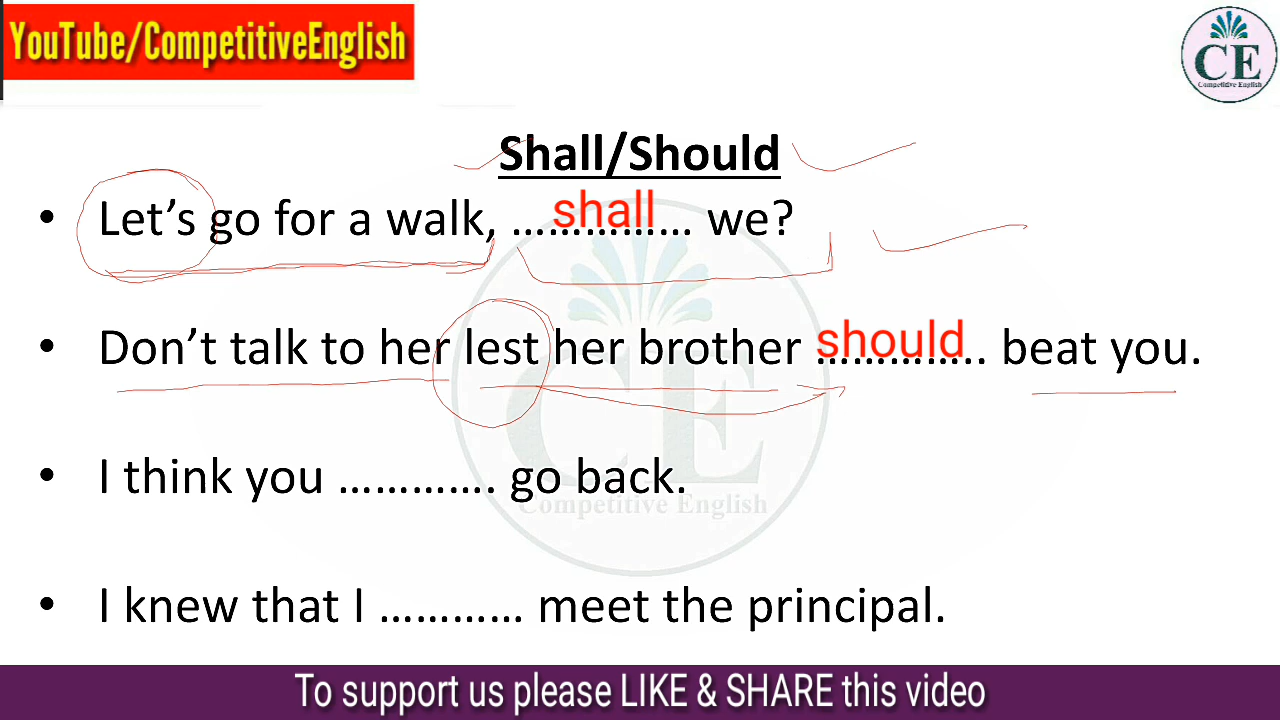 YouTube/CompetitiveEnglish
CE
Competitive English
Shall/Should
• Let’s go for a walk, ……shall…… we?
• Don’t talk to her lest her brother …should….. beat you.
• I think you …………. go back.
CE
Competitive English
• I knew that I ………… meet the principal.
To support us please LIKE & SHARE this video